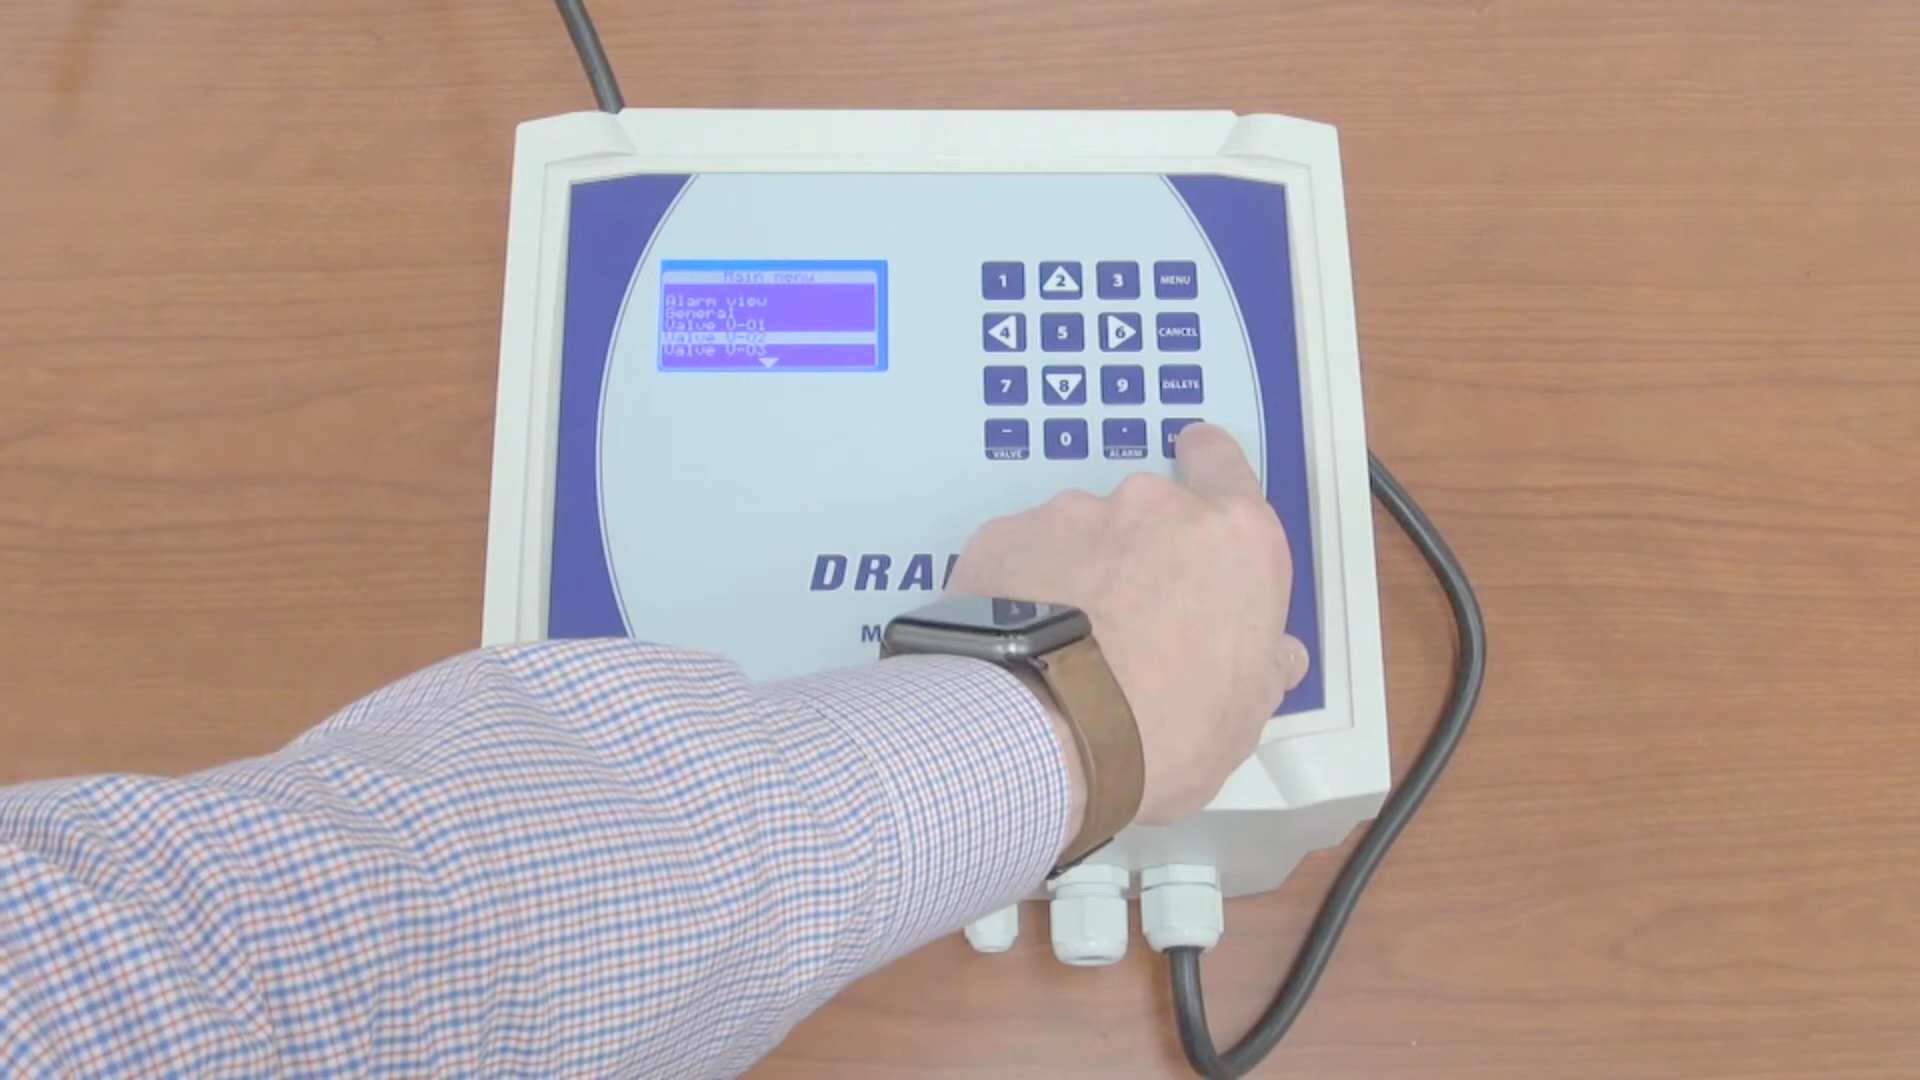 Main menu
Alarm view
General
Valve V-01
Valve V-02
Valve V-03
1 2 3 MENU
4 5 6 CANCEL
7 8 9 DELETE
- 0 .
VALVE ALARM